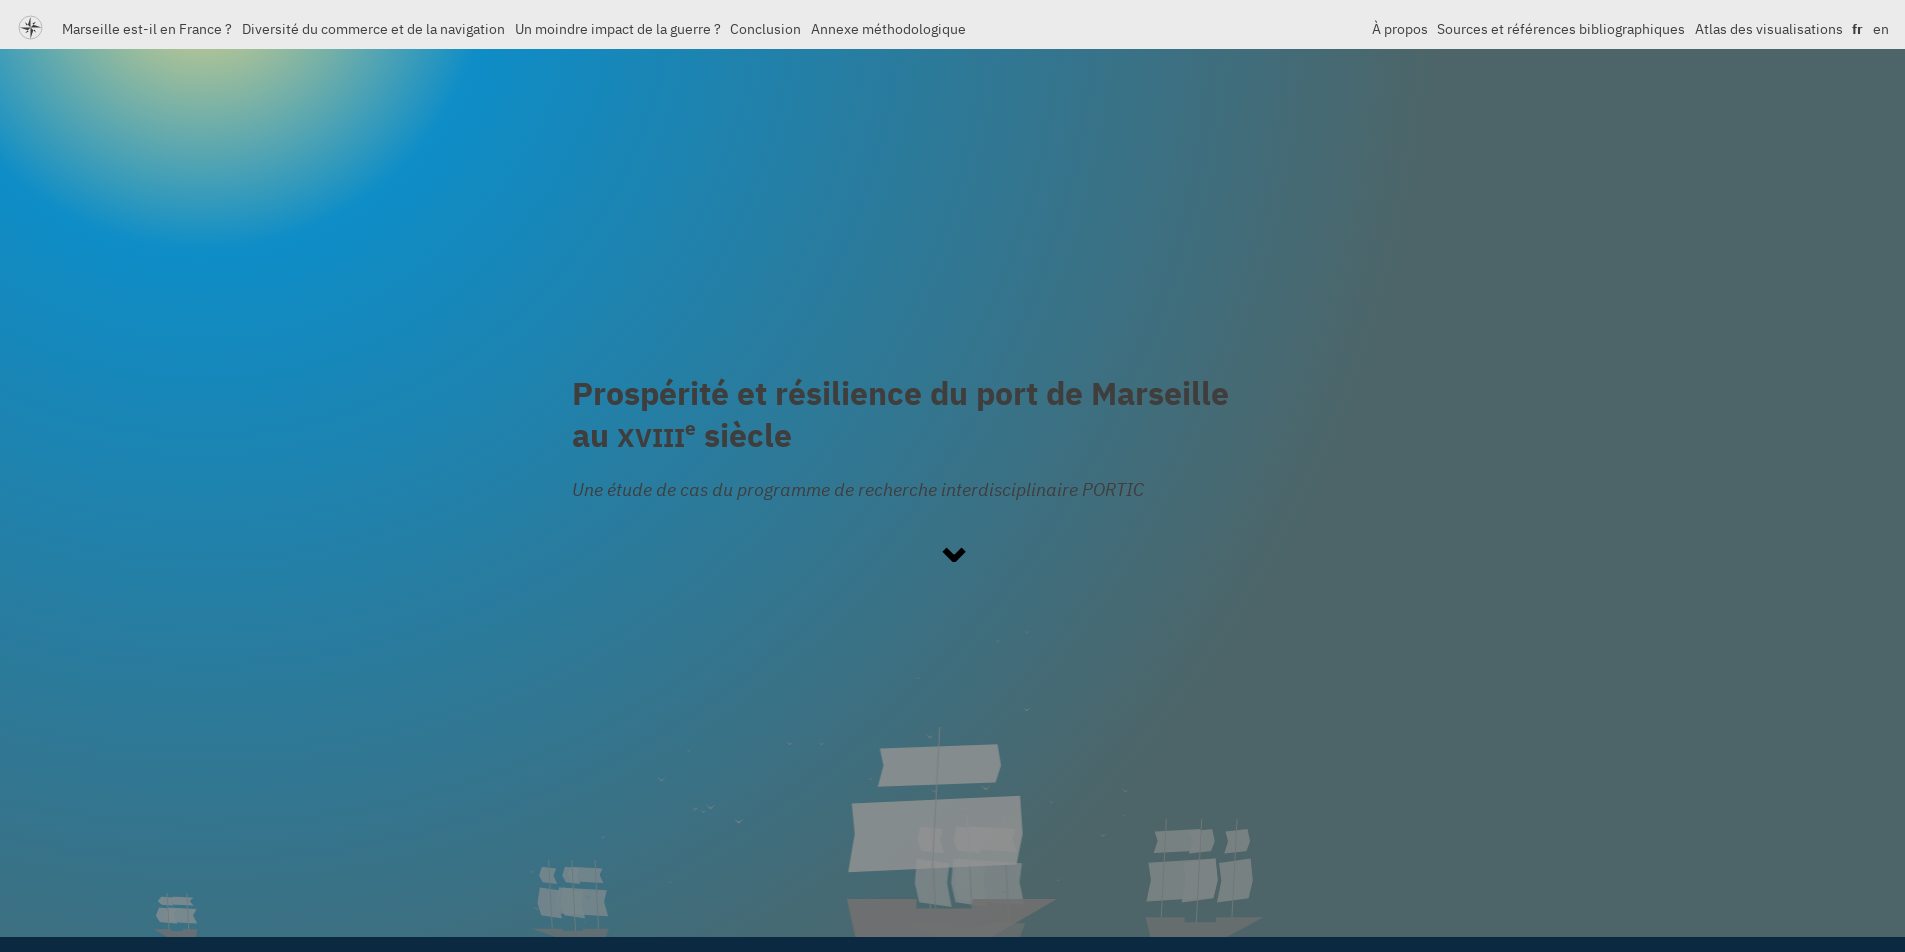 Marseille est-il en France ? Diversité du commerce et de la navigation Un moindre impact de la guerre ? Conclusion Annexe méthodologique À propos Sources et références bibliographiques Atlas des visualisations fr en
Prospérité et résilience du port de Marseille
au XVIIIe siècle
Une étude de cas du programme de recherche interdisciplinaire PORTIC